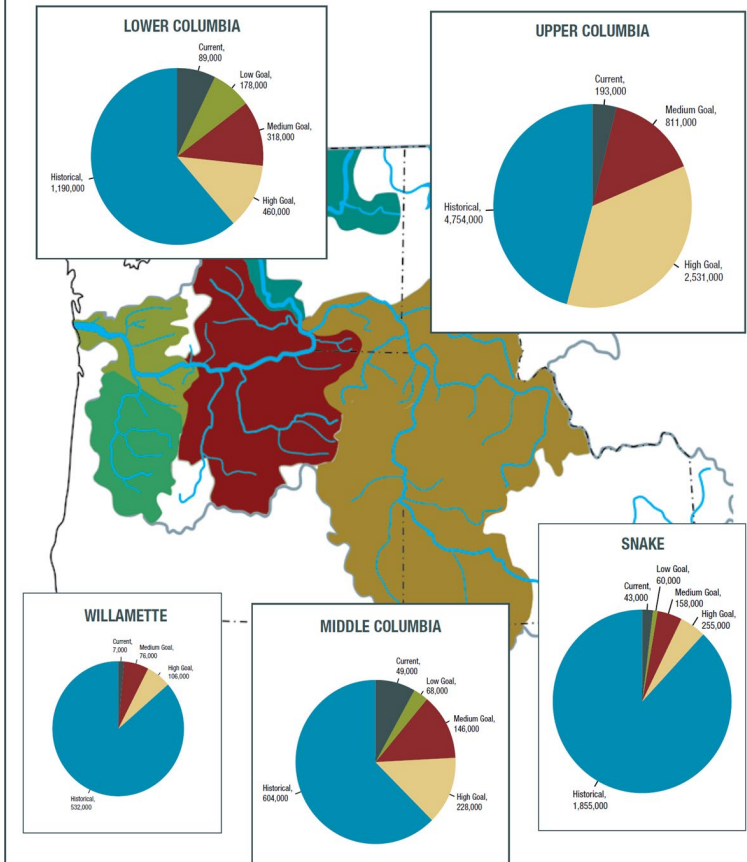 LOWER COLUMBIA
Current,
89,000
Low Goal,
178,000
Medium Goal,
318,000
High Goal,
460,000
Historical,
1,190,000
UPPER COLUMBIA
Current,
193,000
Medium Goal,
811,000
High Goal,
2,531,000
Historical,
4,754,000
WILLAMETTE
Current,
7,000
Medium Goal,
76,000
High Goal,
106,000
Historical,
532,000
MIDDLE COLUMBIA
Current,
49,000
Low Goal,
68,000
Medium Goal,
146,000
High Goal,
228,000
Historical,
604,000
SNAKE
Current,
43,000
Low Goal,
60,000
Medium Goal,
158,000
High Goal,
255,000
Historical,
1,855,000